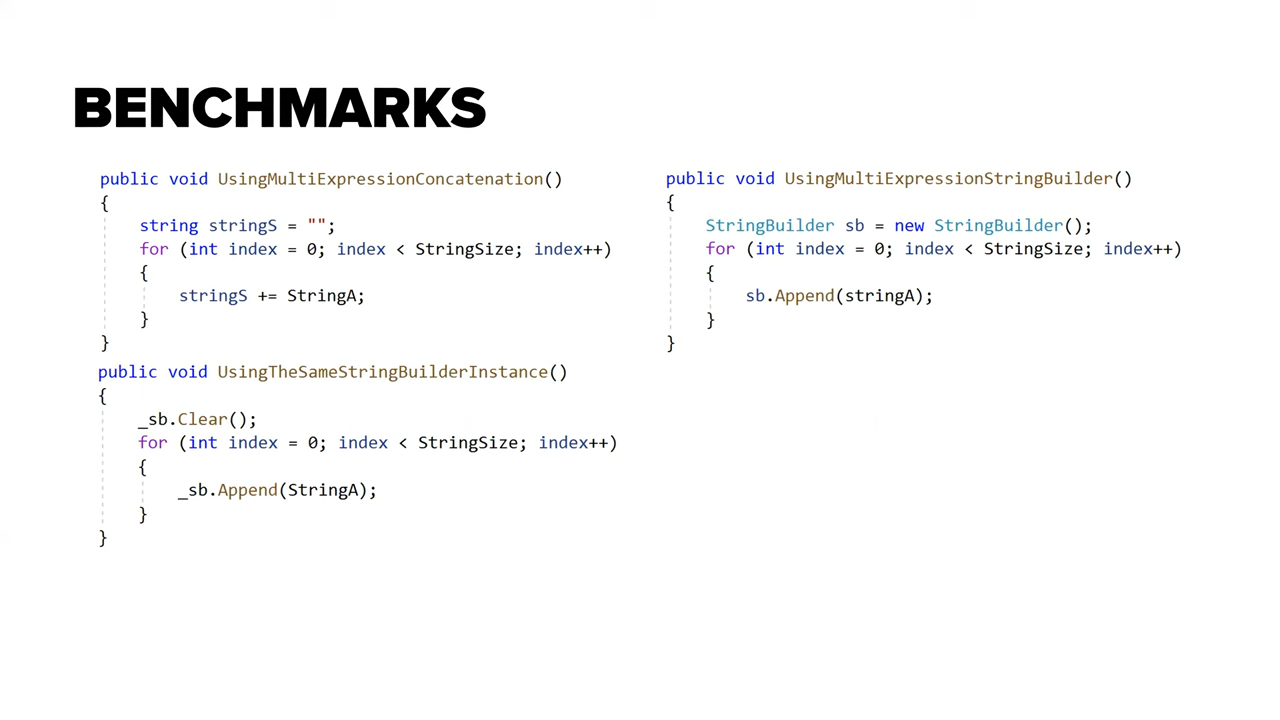 BENCHMARKS
public void UsingMultiExpressionConcatenation()
{
string stringS = "";
for (int index = 0; index < StringSize; index++)
{
stringS += StringA;
}
}
public void UsingMultiExpressionStringBuilder()
{
StringBuilder sb = new StringBuilder();
for (int index = 0; index < StringSize; index++)
{
sb.Append(stringA);
}
}
public void UsingTheSameStringBuilderInstance()
{
_sb.Clear();
for (int index = 0; index < StringSize; index++)
{
_sb.Append(StringA);
}
}